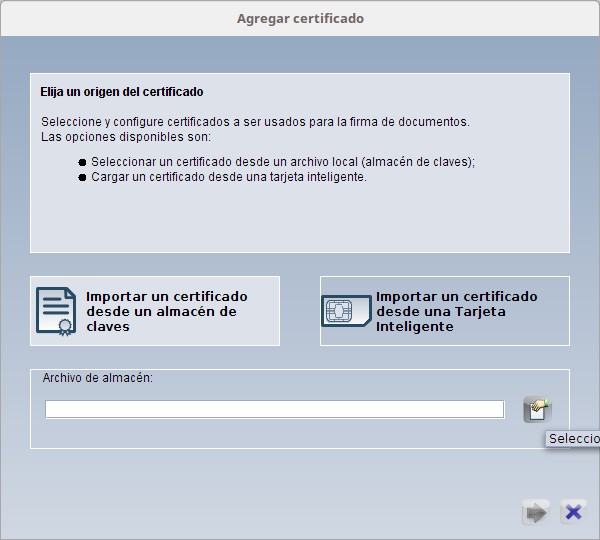 Agregar certificado
Elija un origen del certificado
Seleccione y configure certificados a ser usados para la firma de documentos.
Las opciones disponibles son:
Seleccionar un certificado desde un archivo local (almacén de claves);
Cargar un certificado desde una tarjeta inteligente.
Importar un certificado
desde un almacén de
claves
Importar un certificado
desde una Tarjeta
Inteligente
Archivo de almacén:
Seleccio